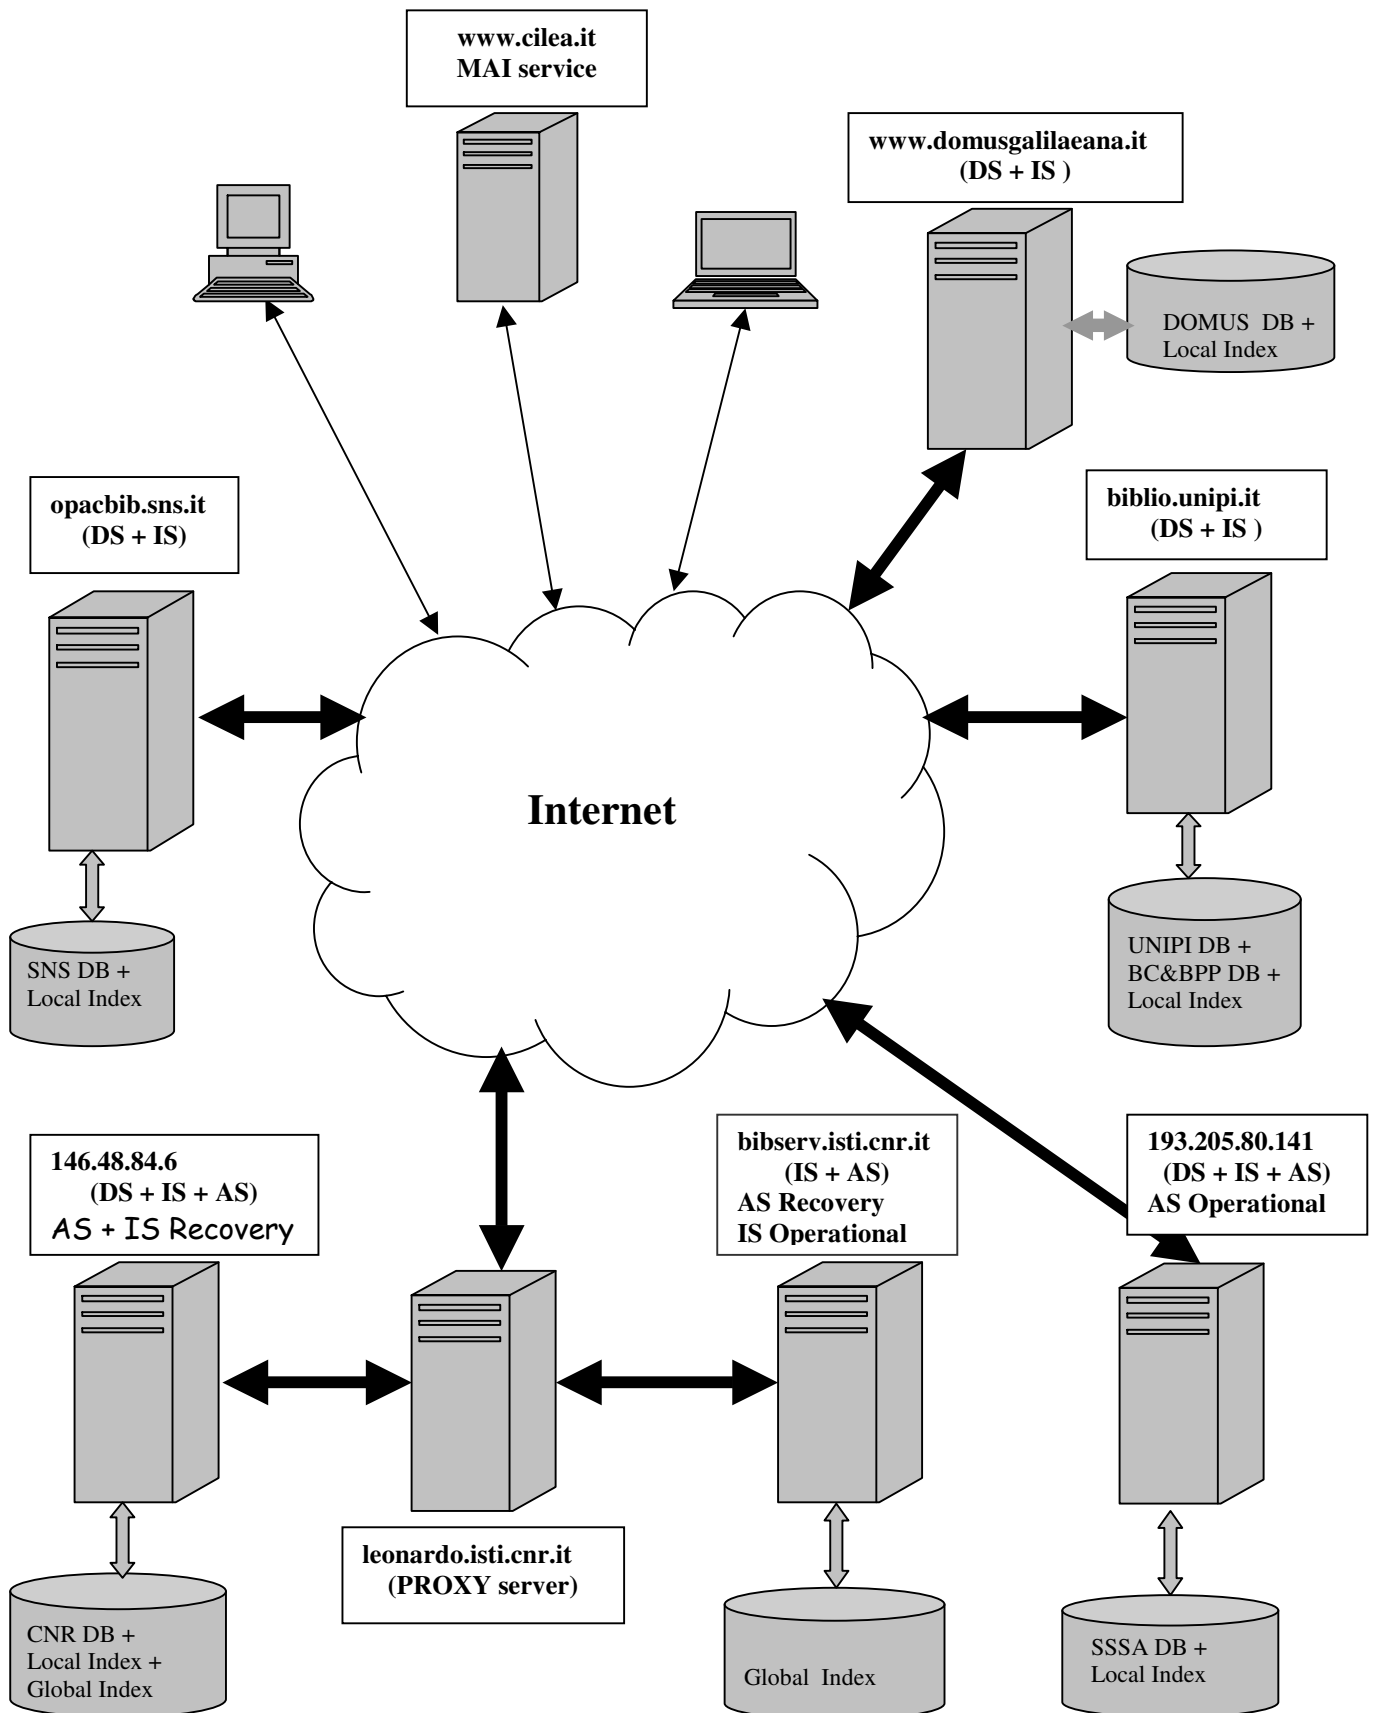 www.cilea.it
MAI service
www.domusgalilaeana.it
(DS + IS )
DOMUS DB +
Local Index
opacbib.sns.it
(DS + IS)
biblio.unipi.it
(DS + IS )
Internet
SNS DB +
Local Index
UNIPI DB +
BC&BPP DB +
Local Index
146.48.84.6
(DS + IS + AS)
AS + IS Recovery
bibserv.isti.cnr.it
(IS + AS)
AS Recovery
IS Operational
193.205.80.141
(DS + IS + AS)
AS Operational
leonardo.isti.cnr.it
(PROXY server)
CNR DB +
Local Index +
Global Index
Global Index
SSSA DB +
Local Index